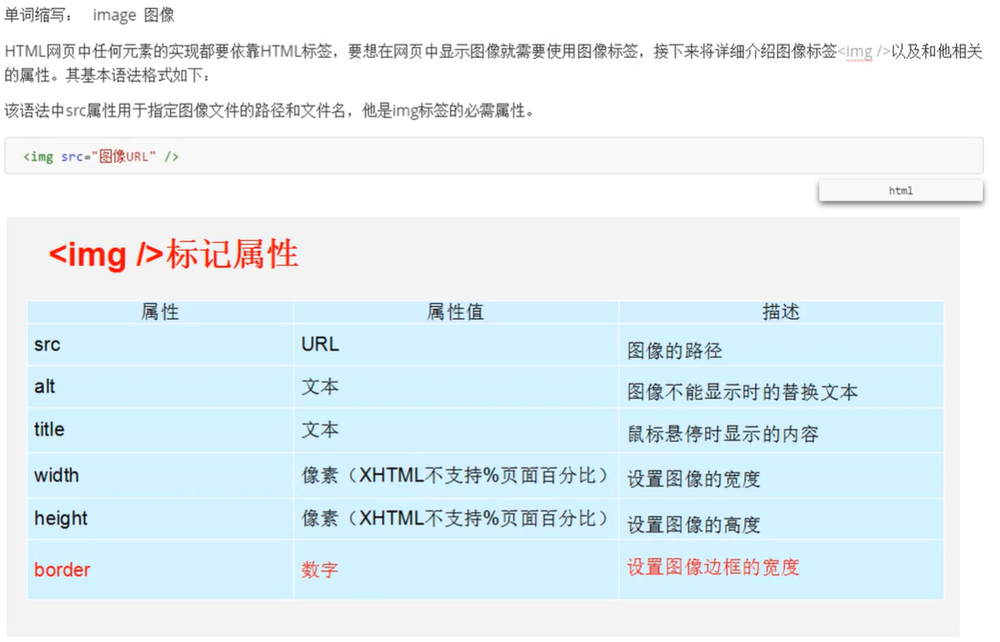 单词缩写： image 图像
HTML网页中任何元素的实现都要依靠HTML标签，要想在网页中显示图像就需要使用图像标签，接下来将详细介绍图像标签<img />以及和他相关
的属性。其基本语法格式如下：
该语法中src属性用于指定图像文件的路径和文件名，他是img标签的必需属性。
<img src="图像URL" />
html
<img />标记属性
属性 属性值 描述
src URL 图像的路径
alt 文本 图像不能显示时的替换文本
title 文本 鼠标悬停时显示的内容
width 像素（XHTML不支持%页面百分比） 设置图像的宽度
height 像素（XHTML不支持%页面百分比） 设置图像的高度
border 数字 设置图像边框的宽度